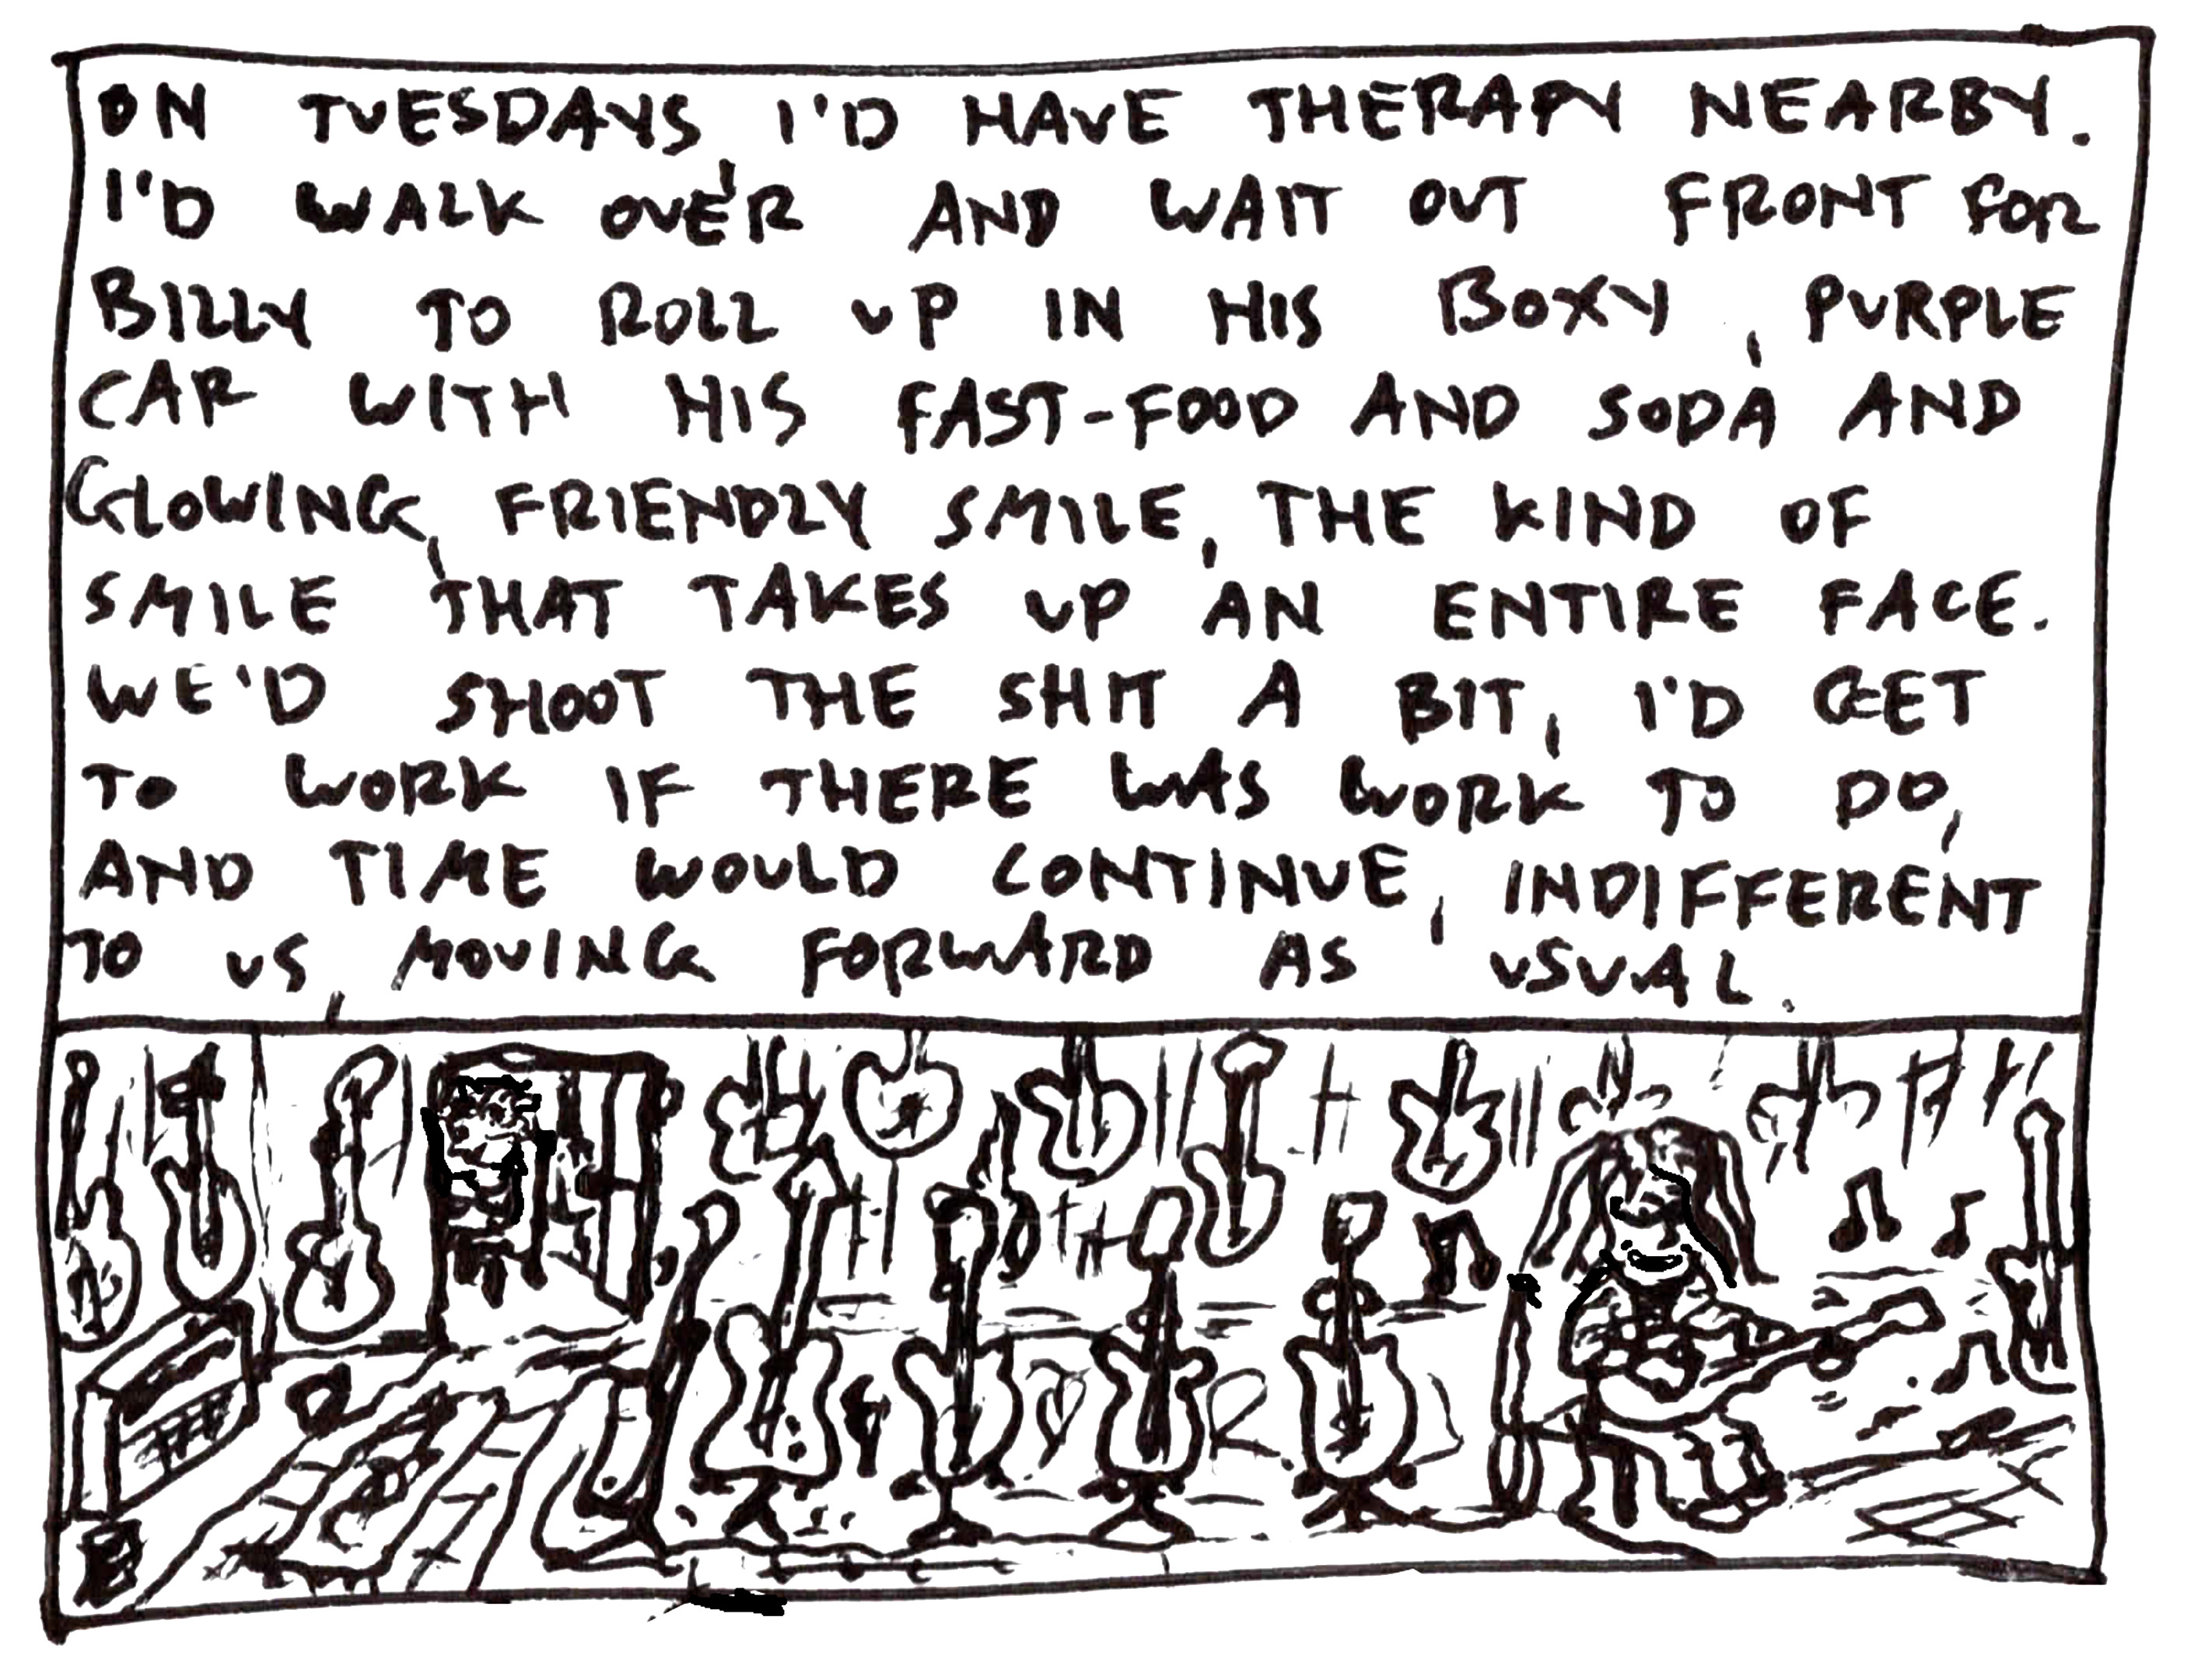 ON TUESDAYS, I'D HAVE THERAPY NEARBY.
I'D WALK OVER AND WAIT OUT FRONT FOR
BILLY TO ROLL UP IN HIS BOXY, PURPLE
CAR WITH HIS FAST-FOOD AND SODA AND
GLOWING, FRIENDLY SMILE, THE KIND OF
SMILE THAT TAKES UP AN ENTIRE FACE.
WE'D SHOOT THE SHIT A BIT, I'D GET
TO WORK IF THERE WAS WORK TO DO,
AND TIME WOULD CONTINUE, INDIFFERENT
TO US, MOVING FORWARD AS USUAL.